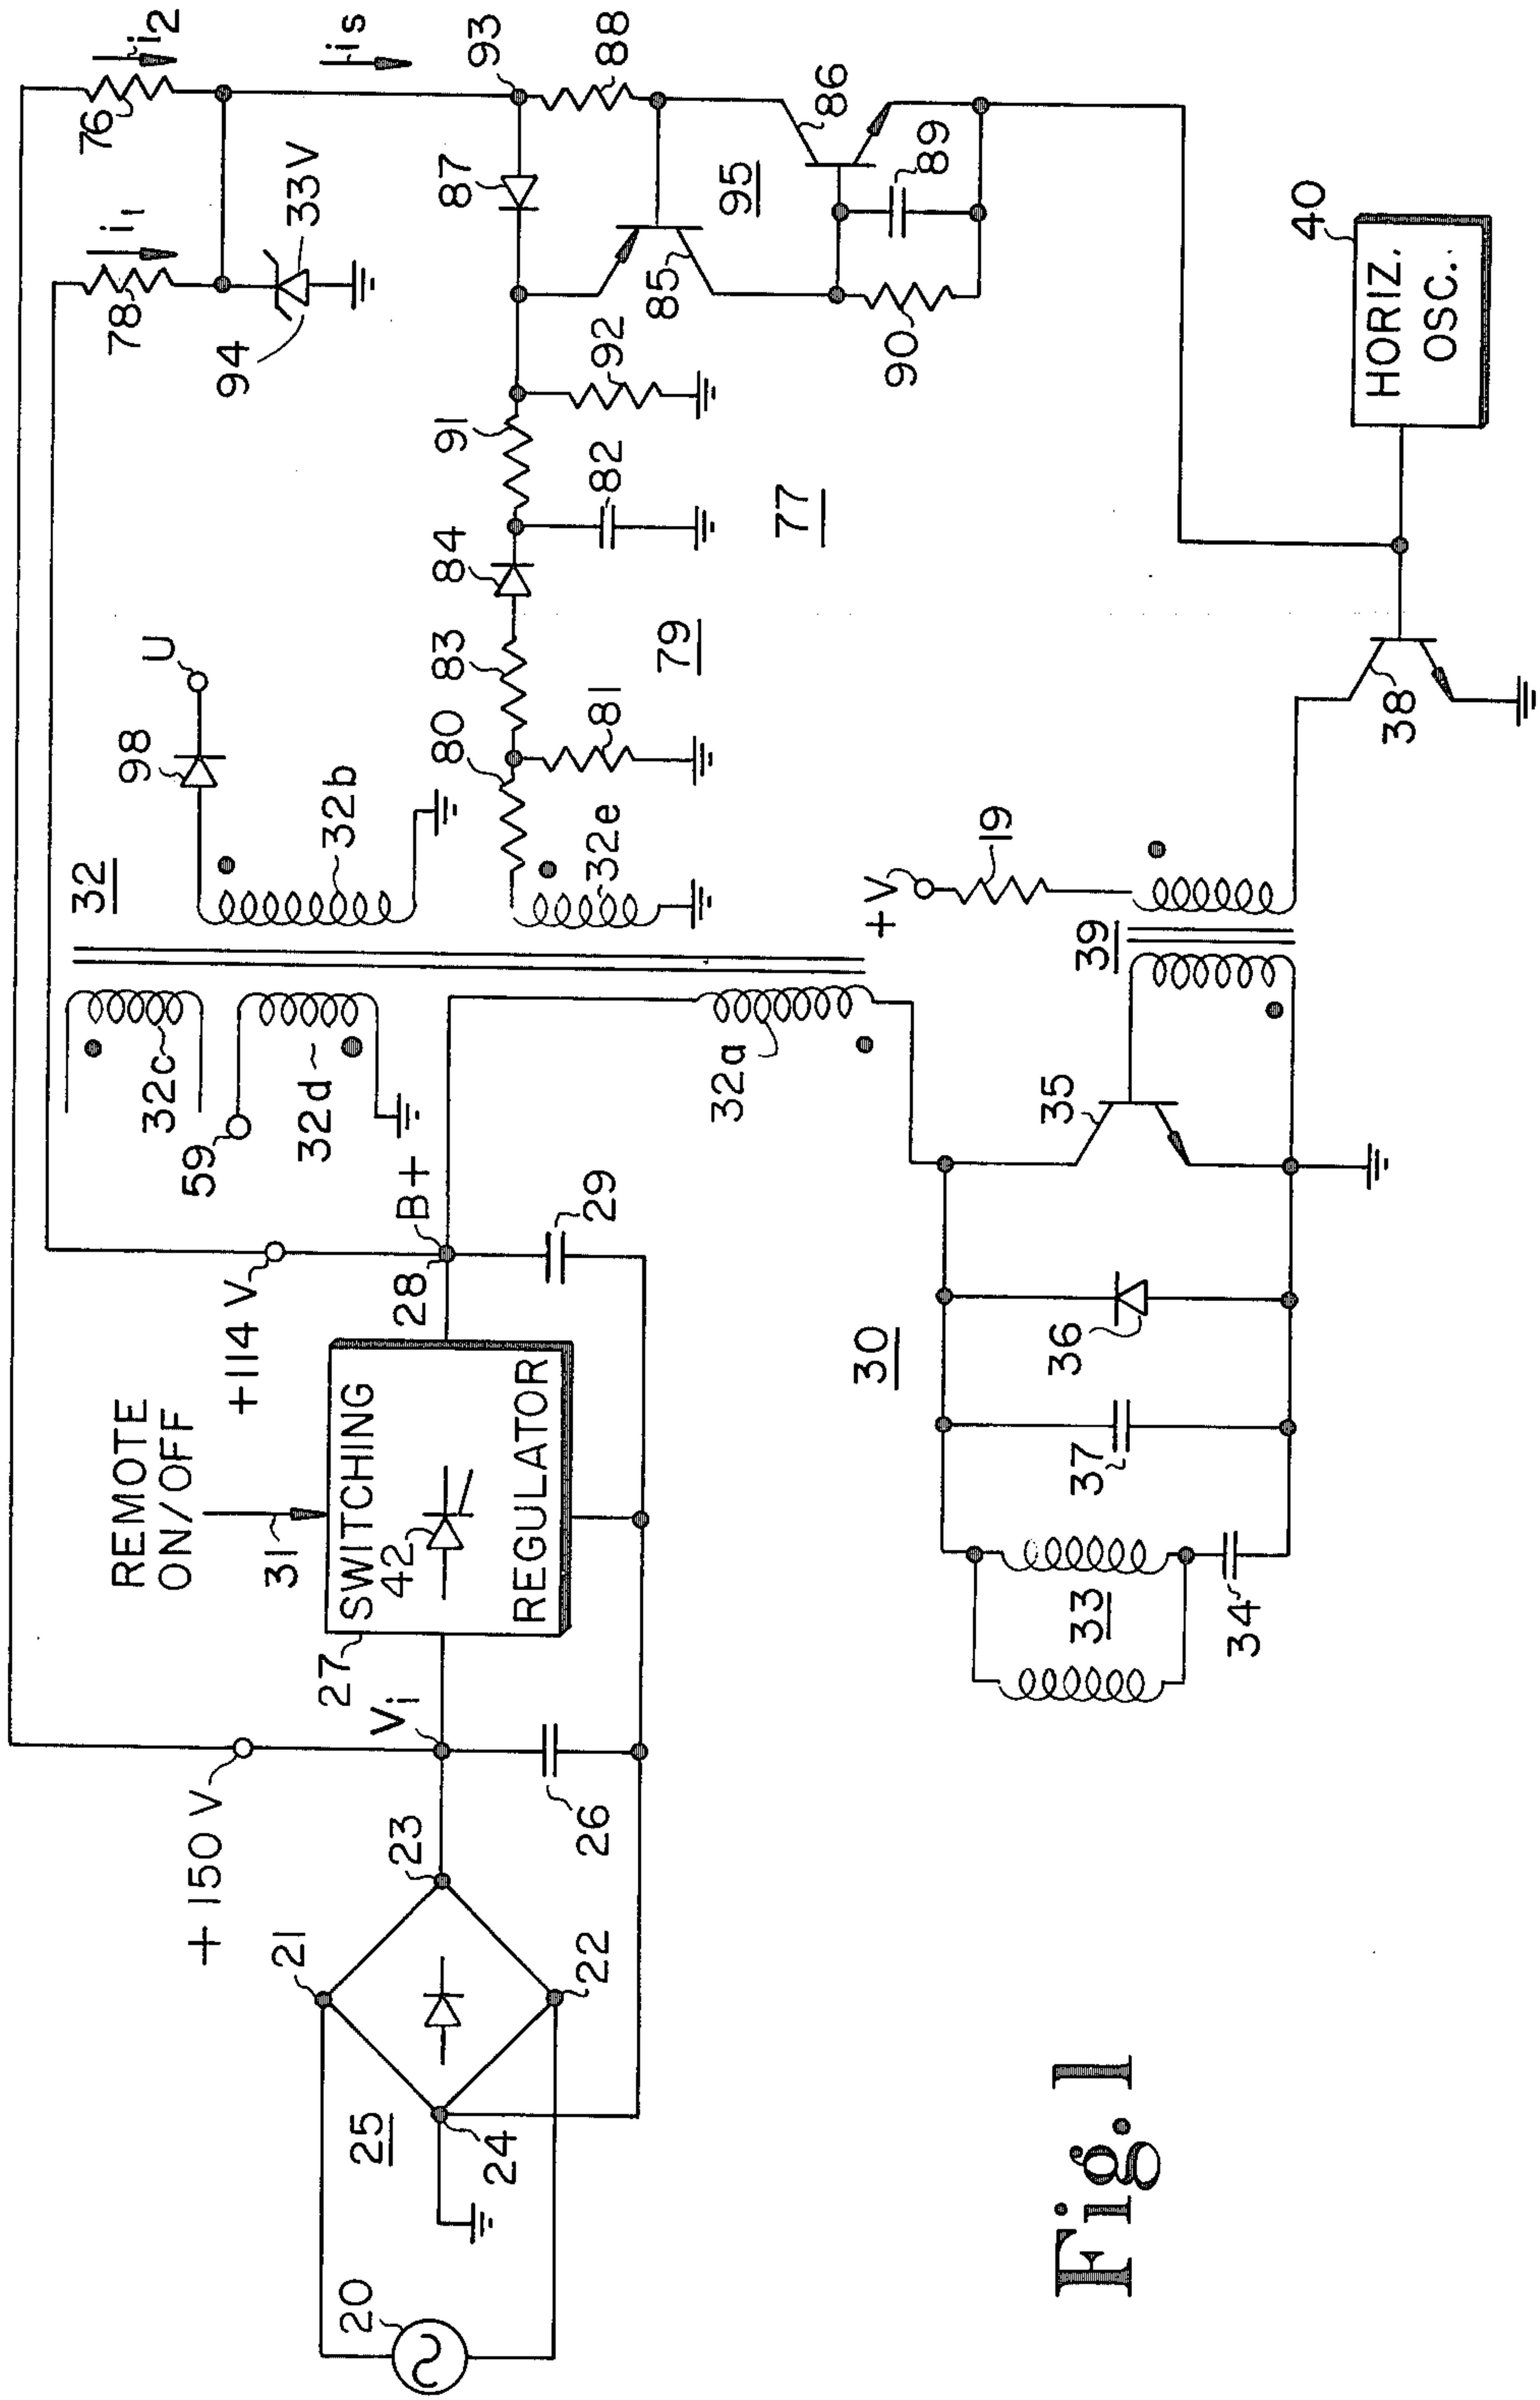 REMOTE
ON/OFF
31
+150 V
+114 V
Vi
B+
20
21
22
23
24
25
26
27
SWITCHING
42
REGULATOR
28
29
32
32c
59
32d
32a
32b
98
U
32e
80
81
79
83
84
82
77
91
92
87
76
i2
78
i1
94
33V
is
93
88
95
85
86
89
90
30
33
34
37
36
35
39
+V
19
38
40
HORIZ.
OSC.
Fig. 1